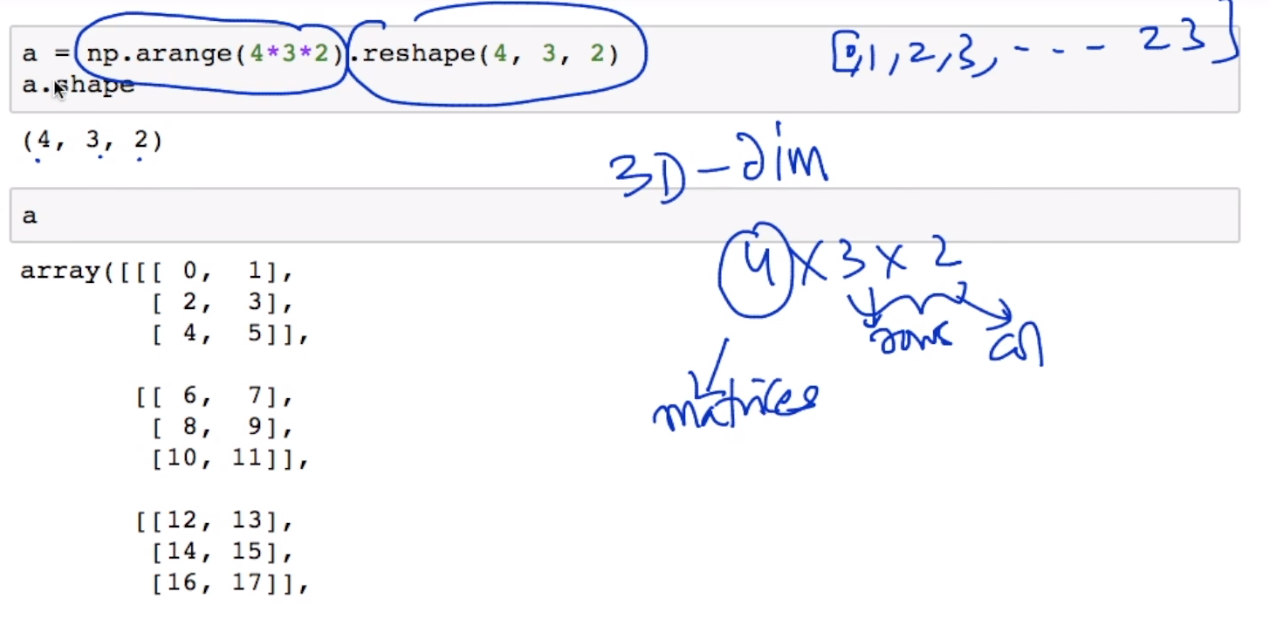 a = np.arange(4*3*2).reshape(4, 3, 2)
a.shape
[0,1,2,3, - - - 23]
(4, 3, 2)
3D-dim
a
4 x 3 x 2
rows col
matrices
array([[[ 0, 1],
[ 2, 3],
[ 4, 5]],
[[ 6, 7],
[ 8, 9],
[10, 11]],
[[12, 13],
[14, 15],
[16, 17]],